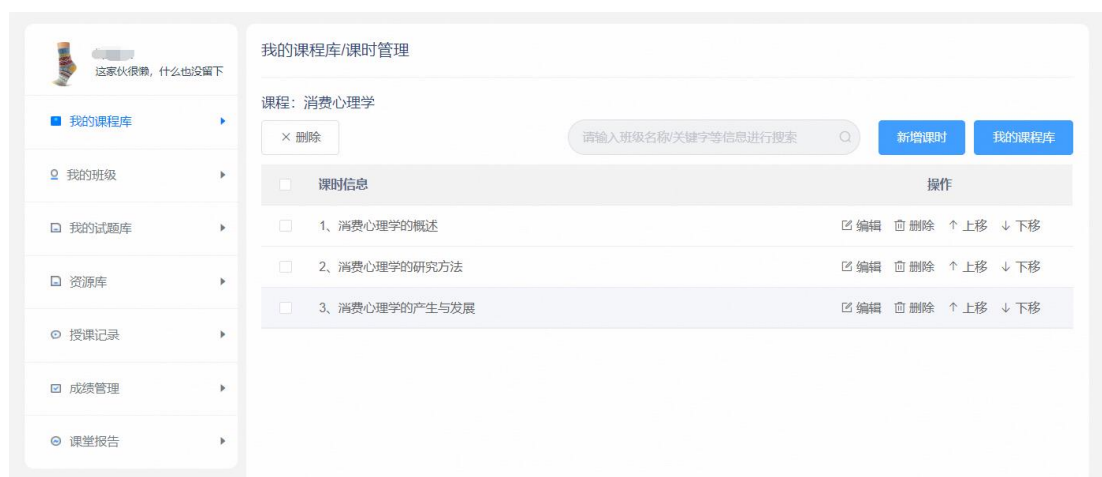 这家伙很懒，什么也没留下
我的课程库
我的班级
我的试题库
资源库
授课记录
成绩管理
课堂报告
我的课程库/课时管理
课程：消费心理学
× 删除 请输入班级名称/关键字等信息进行搜索 新增课时 我的课程库
课时信息 操作
1、消费心理学的概述 编辑 删除 ↑ 上移 ↓ 下移
2、消费心理学的研究方法 编辑 删除 ↑ 上移 ↓ 下移
3、消费心理学的产生与发展 编辑 删除 ↑ 上移 ↓ 下移